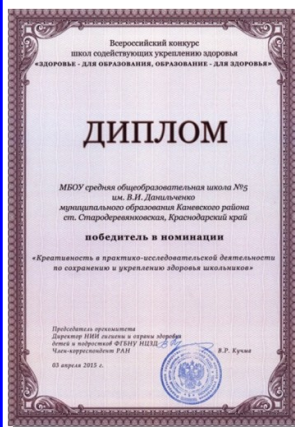 Всероссийский конкурс
школ содействующих укреплению здоровья
«ЗДОРОВЬЕ - ДЛЯ ОБРАЗОВАНИЯ, ОБРАЗОВАНИЕ - ДЛЯ ЗДОРОВЬЯ»
ДИПЛОМ
МБОУ средняя общеобразовательная школа №5
им. В.И. Данильченко
муниципального образования Каневского района
ст. Стародеревянковская, Краснодарский край
победитель в номинации
«Креативность в практико-исследовательской деятельности
по сохранению и укреплению здоровья школьников»
Председатель оргкомитета
Директор НИИ гигиены и охраны здоровья
детей и подростков ФГБНУ НЦЗД
Член-корреспондент РАН
В.Р. Кучма
03 апреля 2015 г.